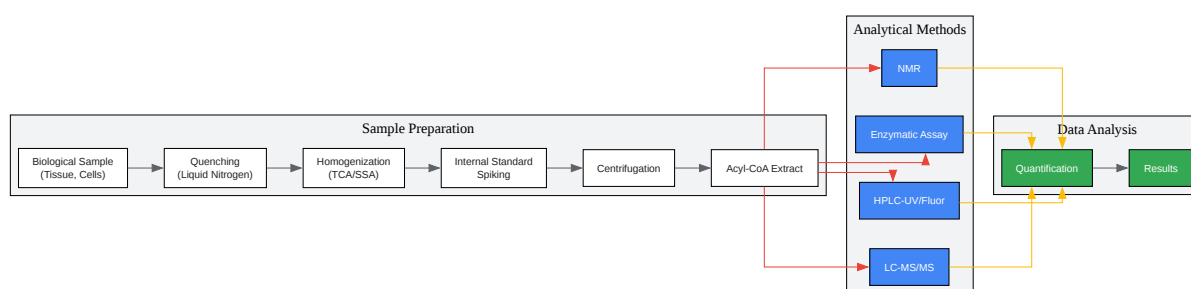 Sample Preparation
Biological Sample
(Tissue, Cells)
Quenching
(Liquid Nitrogen)
Homogenization
(TCA/SSA)
Internal Standard
Spiking
Centrifugation
Acyl-CoA Extract
Analytical Methods
NMR
Enzymatic Assay
HPLC-UV/Fluor
LC-MS/MS
Data Analysis
Quantification
Results